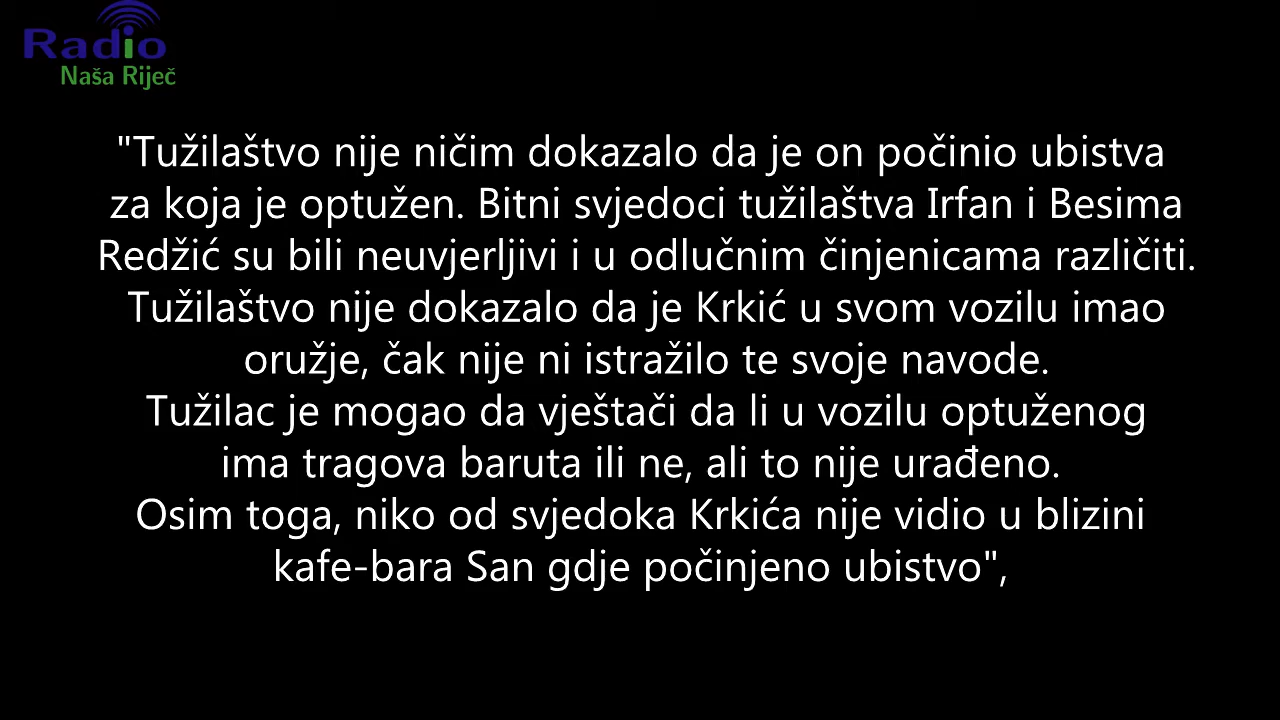 Radio
Naša Riječ
"Tužilaštvo nije ničim dokazalo da je on počinio ubistva
za koja je optužen. Bitni svjedoci tužilaštva Irfan i Besima
Redžić su bili neuvjerljivi i u odlučnim činjenicama različiti.
Tužilaštvo nije dokazalo da je Krkić u svom vozilu imao
oružje, čak nije ni istražilo te svoje navode.
Tužilac je mogao da vještači da li u vozilu optuženog
ima tragova baruta ili ne, ali to nije urađeno.
Osim toga, niko od svjedoka Krkića nije vidio u blizini
kafe-bara San gdje počinjeno ubistvo",